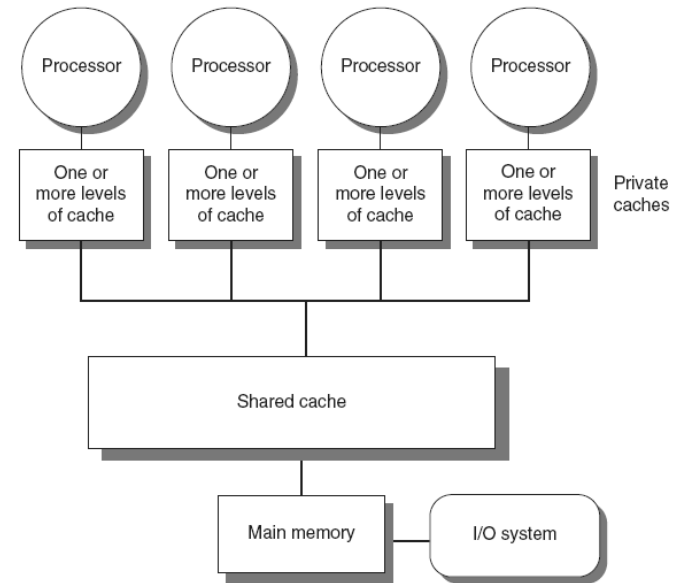 Processor
Processor
Processor
Processor
One or
more levels
of cache
One or
more levels
of cache
One or
more levels
of cache
One or
more levels
of cache
Private
caches
Shared cache
Main memory
I/O system